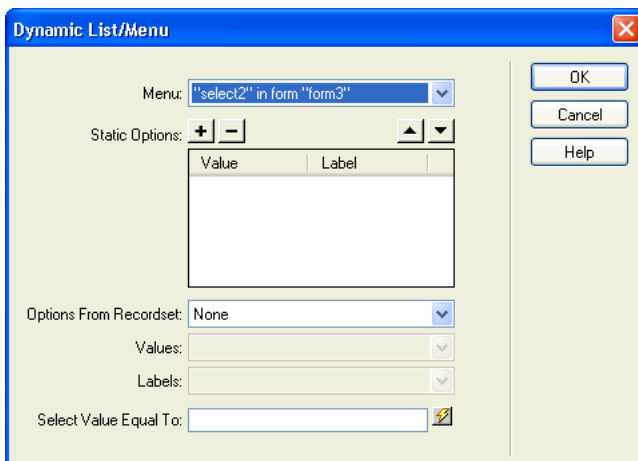 Dynamic List/Menu
Menu: "select2" in form "form3"
Static Options:
Value Label
Options From Recordset: None
Values:
Labels:
Select Value Equal To:
OK
Cancel
Help